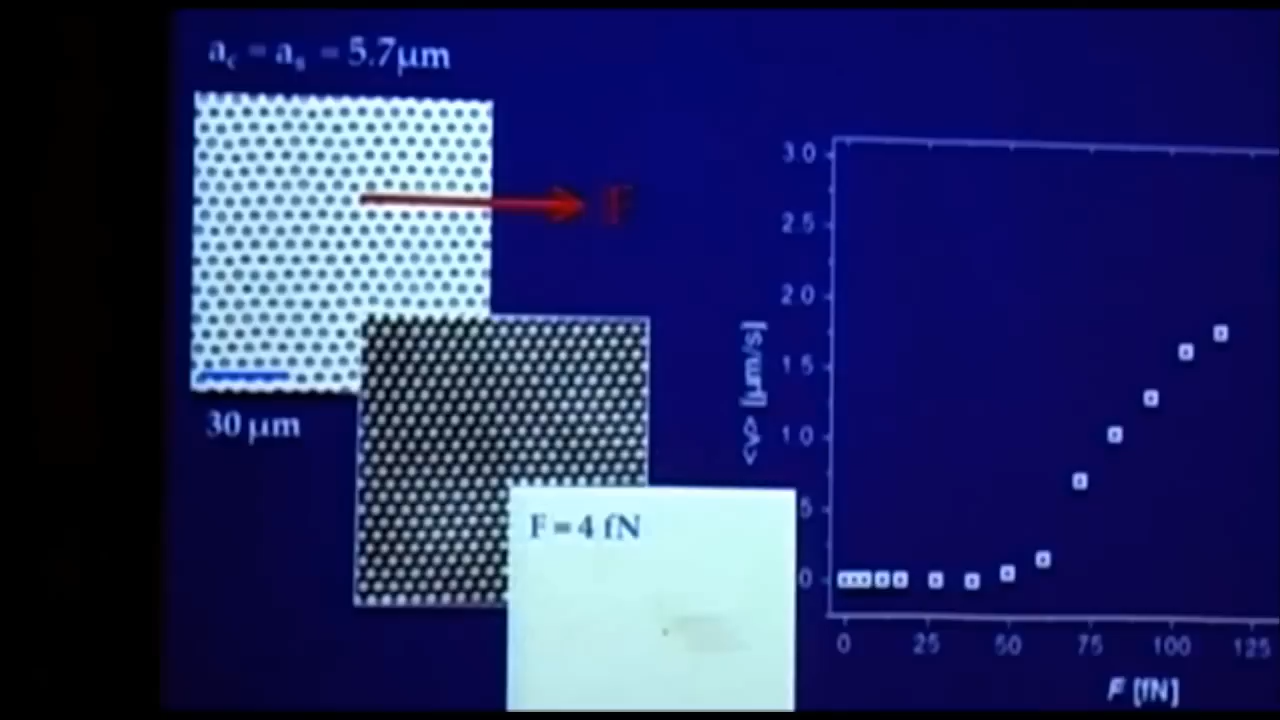 a_c = a_s = 5.7μm
F
30 μm
F = 4 fN
<v> [μm/s]
3 0
2 5
2 0
1 5
1 0
5
0
0 25 50 75 100 125
F [fN]